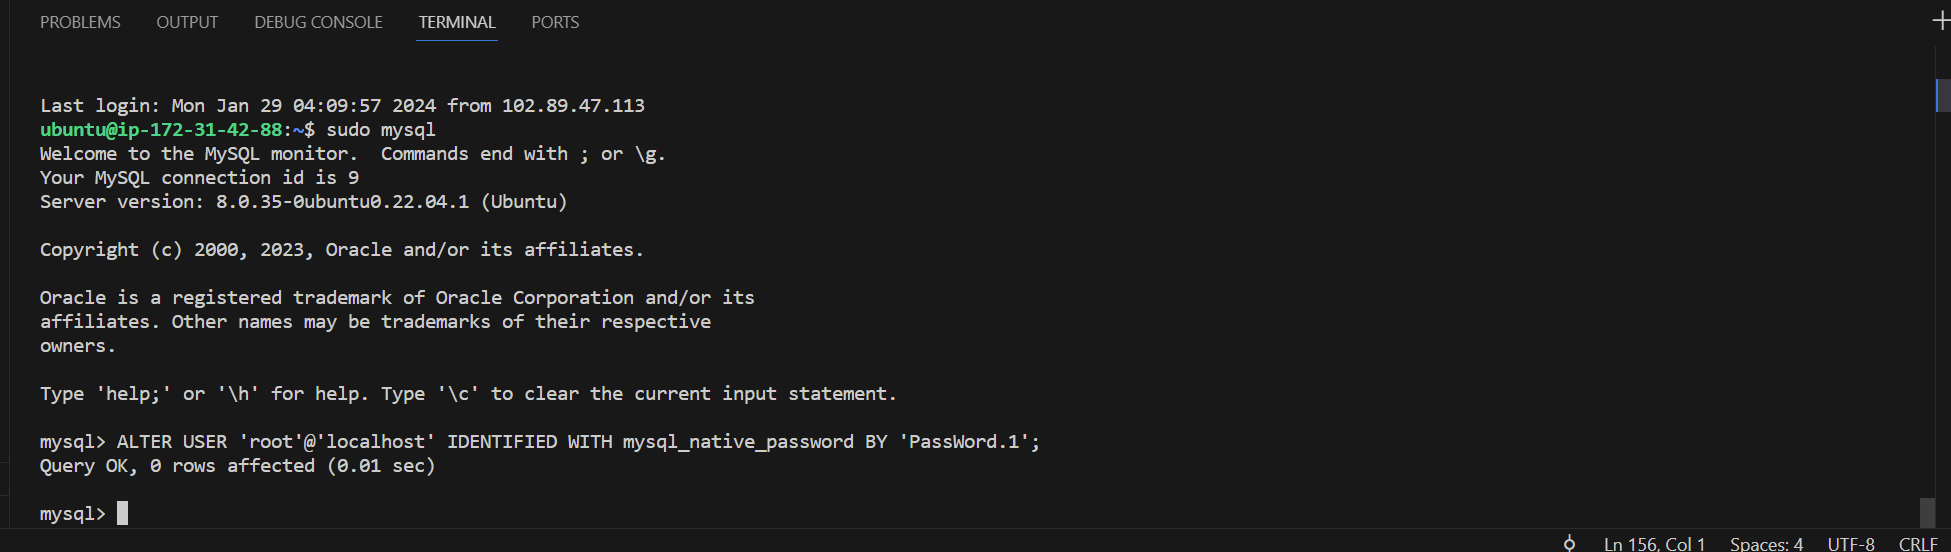 PROBLEMS OUTPUT DEBUG CONSOLE TERMINAL PORTS
Last login: Mon Jan 29 04:09:57 2024 from 102.89.47.113
ubuntu@ip-172-31-42-88:~$ sudo mysql
Welcome to the MySQL monitor.  Commands end with ; or \g.
Your MySQL connection id is 9
Server version: 8.0.35-0ubuntu0.22.04.1 (Ubuntu)
Copyright (c) 2000, 2023, Oracle and/or its affiliates.
Oracle is a registered trademark of Oracle Corporation and/or its
affiliates. Other names may be trademarks of their respective
owners.
Type 'help;' or '\h' for help. Type '\c' to clear the current input statement.
mysql> ALTER USER 'root'@'localhost' IDENTIFIED WITH mysql_native_password BY 'PassWord.1';
Query OK, 0 rows affected (0.01 sec)
mysql>
Ln 156, Col 1 Spaces: 4 UTF-8 CRLF